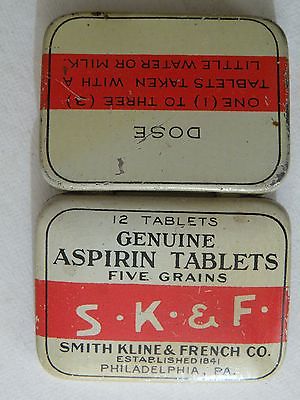 DOSE
ONE (1) TO THREE (3)
TABLETS TAKEN WITH A
LITTLE WATER OR MILK.
12 TABLETS
GENUINE
ASPIRIN TABLETS
FIVE GRAINS
S·K·&F·
SMITH KLINE & FRENCH CO.
ESTABLISHED 1841
PHILADELPHIA, PA.